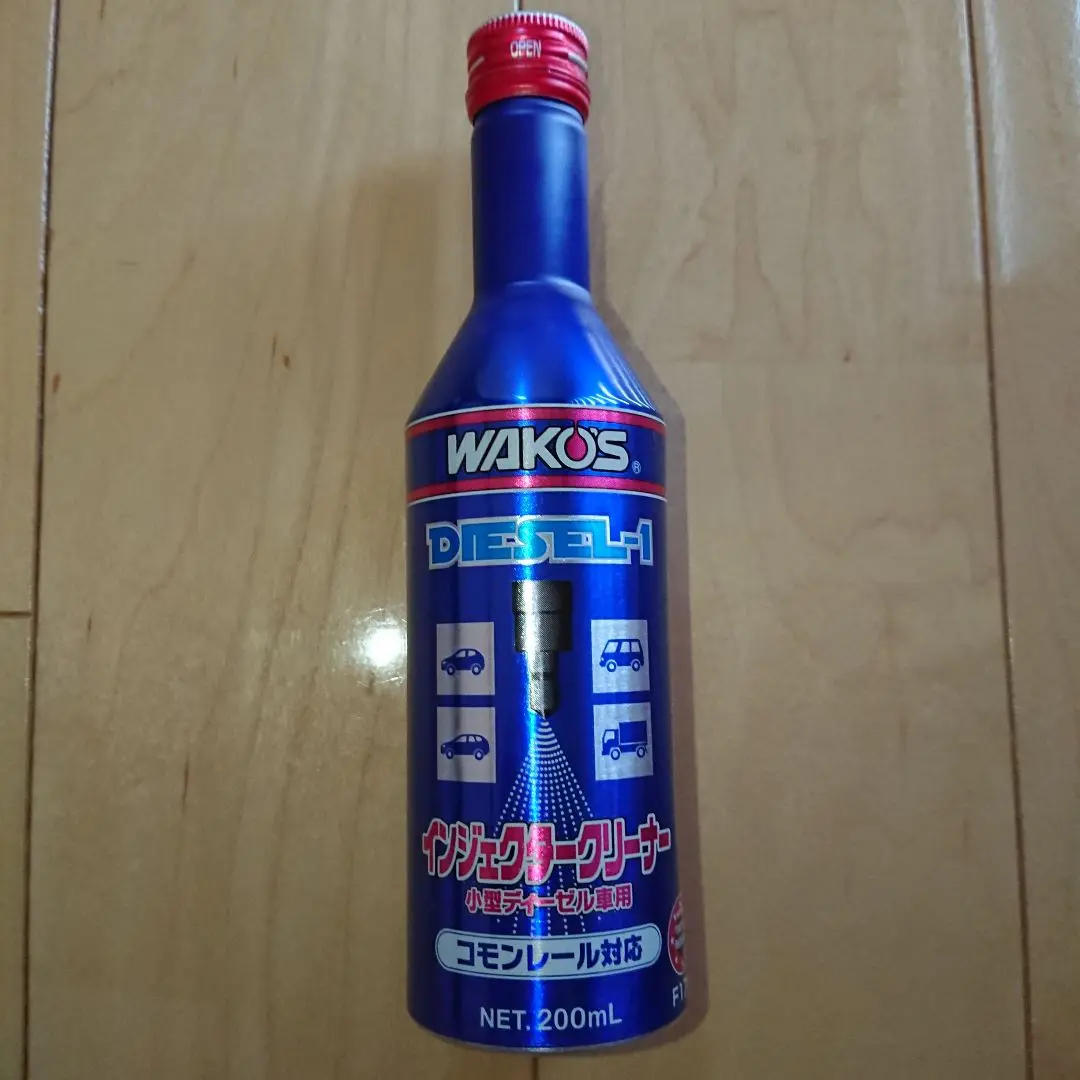 OPEN
WAKO'S®
DIESEL-1
インジェクタークリーナー
小型ディーゼル車用
コモンレール対応
NET. 200mL